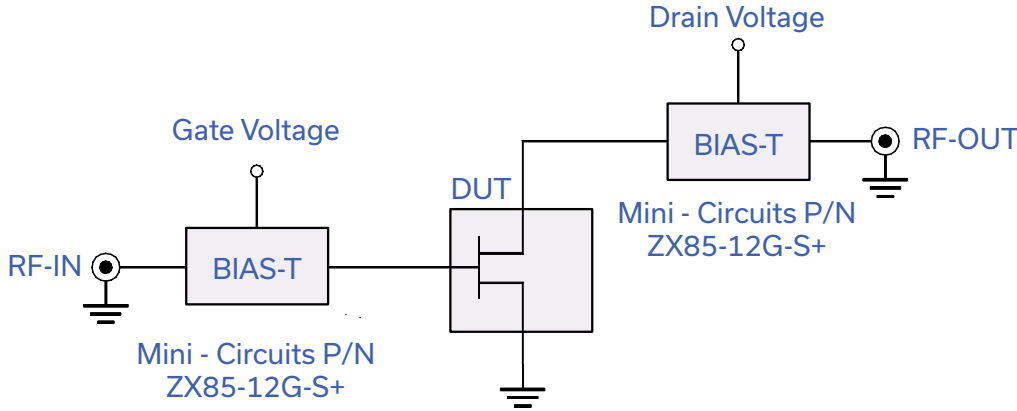 Drain Voltage
Gate Voltage
BIAS-T
RF-OUT
DUT
Mini - Circuits P/N
ZX85-12G-S+
RF-IN
BIAS-T
Mini - Circuits P/N
ZX85-12G-S+